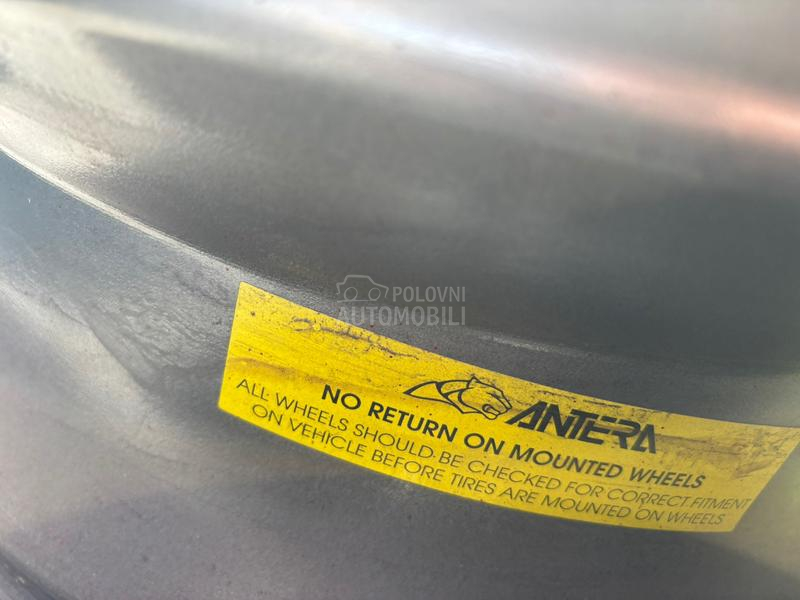 POLOVNI
AUTOMOBILI
ANTERA
NO RETURN ON MOUNTED WHEELS
ALL WHEELS SHOULD BE CHECKED FOR CORRECT FITMENT
ON VEHICLE BEFORE TIRES ARE MOUNTED ON WHEELS